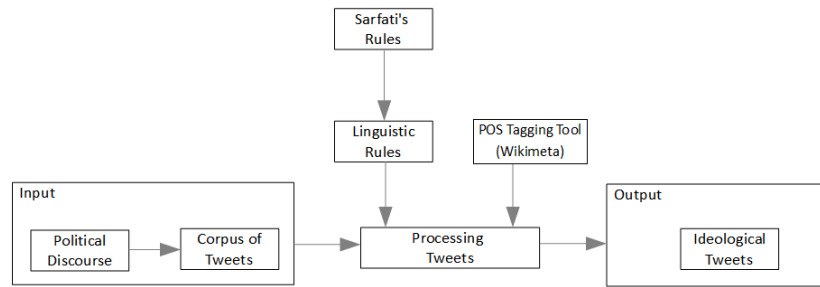 Sarfati's
Rules
Linguistic
Rules
POS Tagging Tool
(Wikimeta)
Input
Political
Discourse
Corpus of
Tweets
Processing
Tweets
Output
Ideological
Tweets